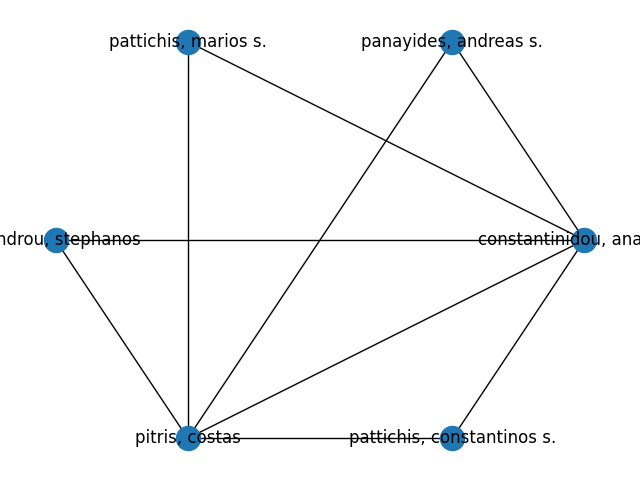 pattichis, marios s.
panayides, andreas s.
ndrou, stephanos
constantinidou, ana
pitris, costas
pattichis, constantinos s.